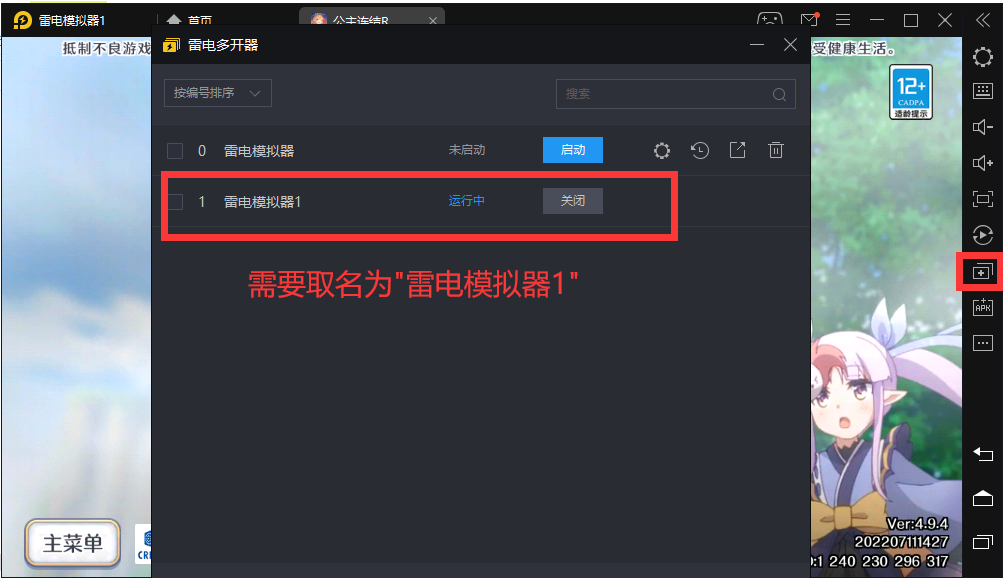 雷电模拟器1
首页
公主连结R
抵制不良游戏
受健康生活。
雷电多开器
按编号排序
搜索
12+
CADPA
适龄提示
0 雷电模拟器 未启动 启动
1 雷电模拟器1 运行中 关闭
需要取名为"雷电模拟器1"
APK
主菜单
CRI
Ver:4.9.4
202207111427
:1 240 230 296 317